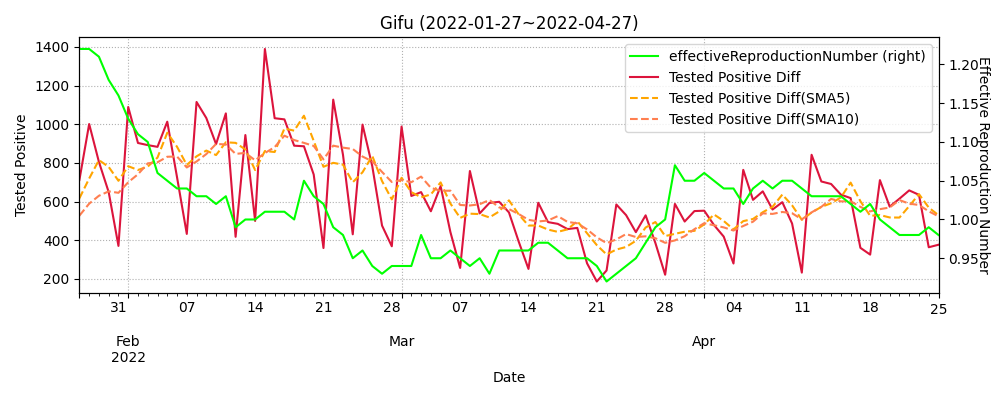 Gifu (2022-01-27~2022-04-27)
1400
1200
1000
800
600
400
200
Tested Positive
1.20
1.15
1.10
1.05
1.00
0.95
Effective Reproduction Number
effectiveReproductionNumber (right)
Tested Positive Diff
Tested Positive Diff(SMA5)
Tested Positive Diff(SMA10)
31 07 14 21 28 07 14 21 28 04 11 18 25
Feb Mar Apr
2022
Date